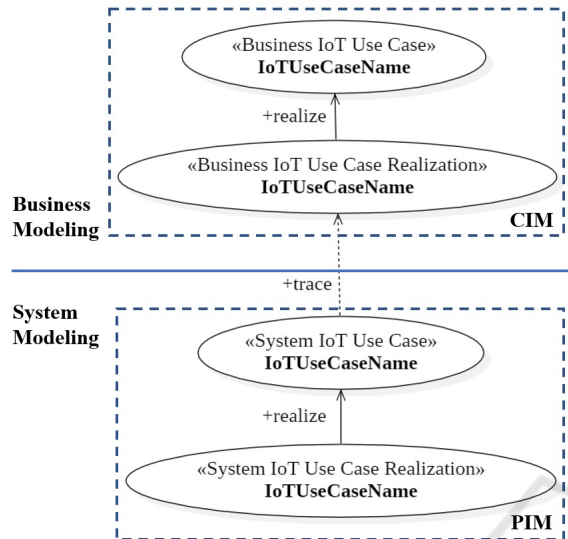 «Business IoT Use Case»
IoTUseCaseName
+realize
«Business IoT Use Case Realization»
IoTUseCaseName
Business
Modeling
CIM
+trace
System
Modeling
«System IoT Use Case»
IoTUseCaseName
+realize
«System IoT Use Case Realization»
IoTUseCaseName
PIM